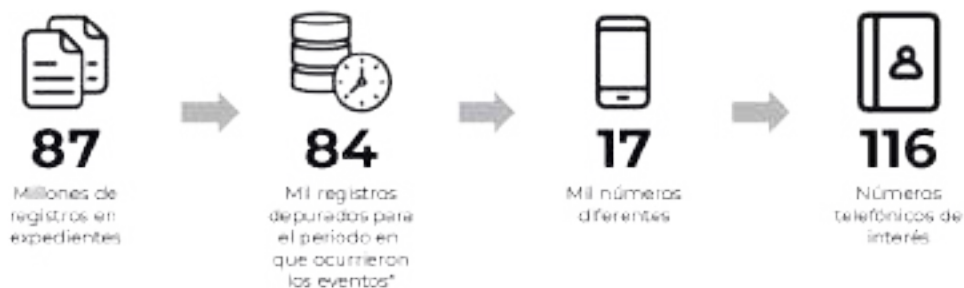 87
Millones de
registros en
expedientes
84
Mil registros
depurados para
el periodo en
que ocurrieron
los eventos*
17
Mil números
diferentes
116
Números
telefónicos de
interés